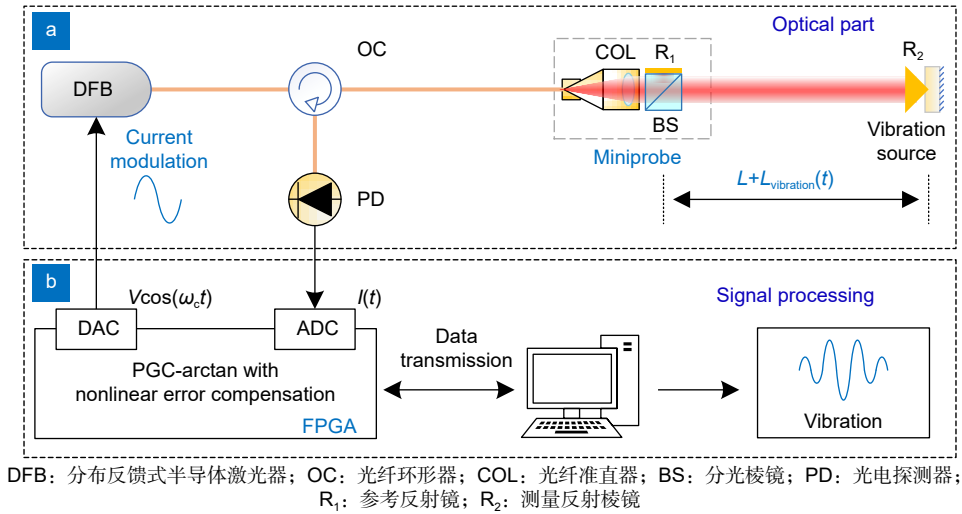 a
Optical part
DFB
OC
COL
R₁
R₂
BS
Miniprobe
Vibration
source
Current
modulation
PD
L+Lvibration(t)
b
Signal processing
Vcos(ωct)
I(t)
DAC
ADC
PGC-arctan with
nonlinear error compensation
FPGA
Data
transmission
Vibration
DFB：分布反馈式半导体激光器；OC：光纤环形器；COL：光纤准直器；BS：分光棱镜；PD：光电探测器；
R₁：参考反射镜；R₂：测量反射棱镜